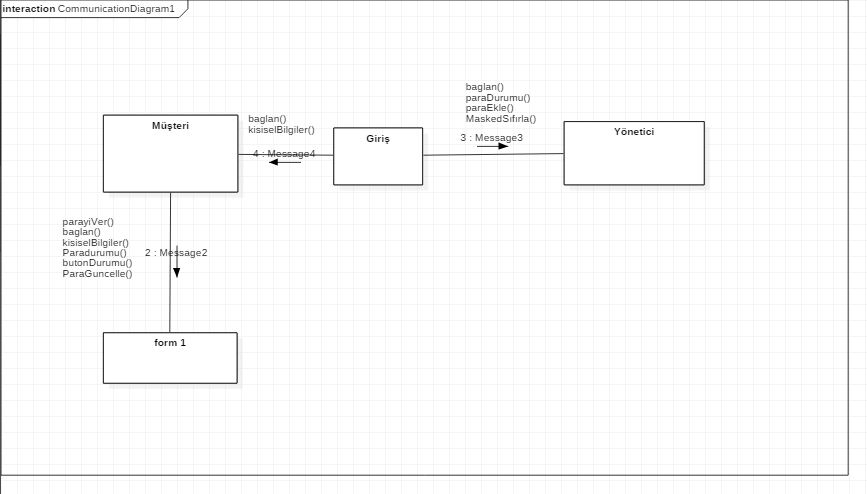 interaction CommunicationDiagram1
baglan()
paraDurumu()
paraEkle()
MaskedSıfırla()
3 : Message3
Müşteri
baglan()
kisiselBilgiler()
4 : Message4
Giriş
Yönetici
parayiVer()
baglan()
kisiselBilgiler()
Paradurumu()
butonDurumu()
ParaGuncelle()
2 : Message2
form 1